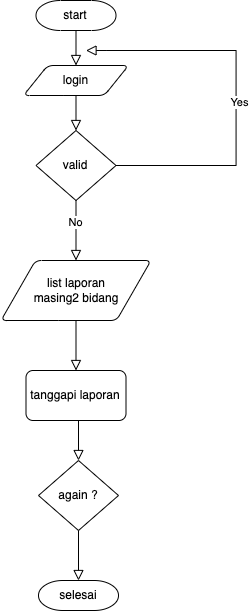 start
login
Yes
valid
No
list laporan
masing2 bidang
tanggapi laporan
again ?
selesai